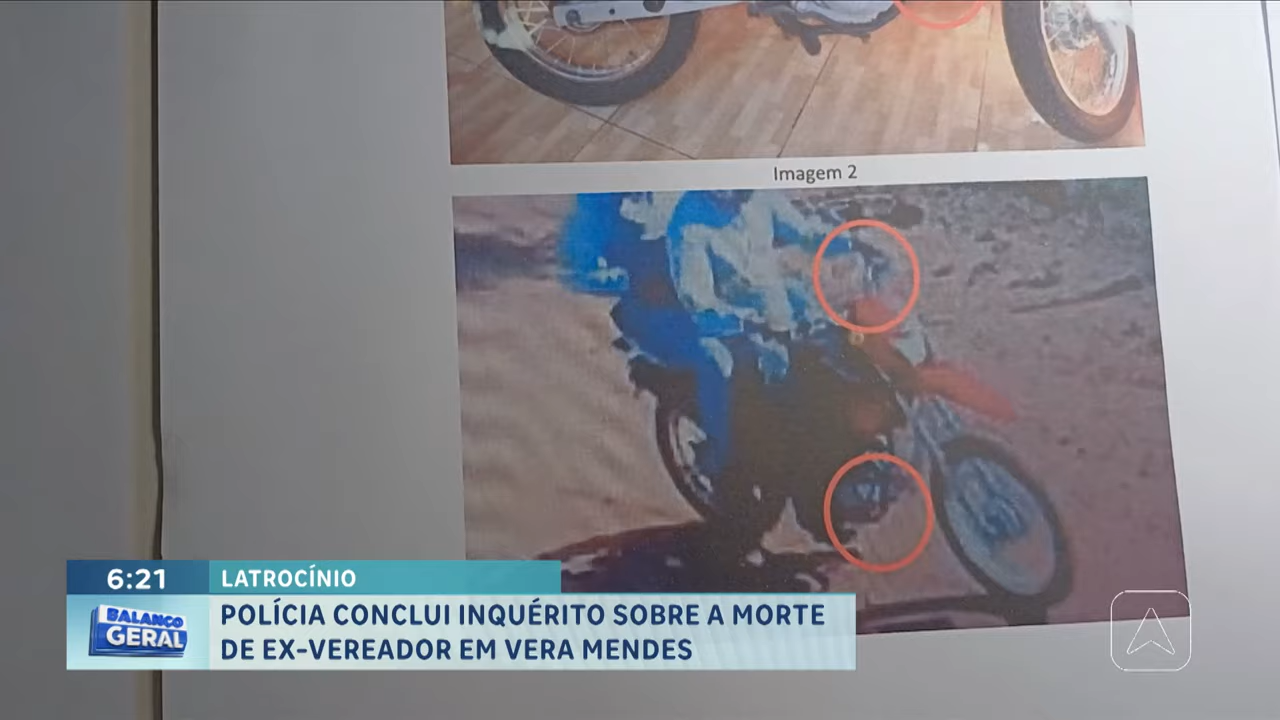 Imagem 2
6:21
LATROCÍNIO
BALANÇO
GERAL
POLÍCIA CONCLUI INQUÉRITO SOBRE A MORTE
DE EX-VEREADOR EM VERA MENDES